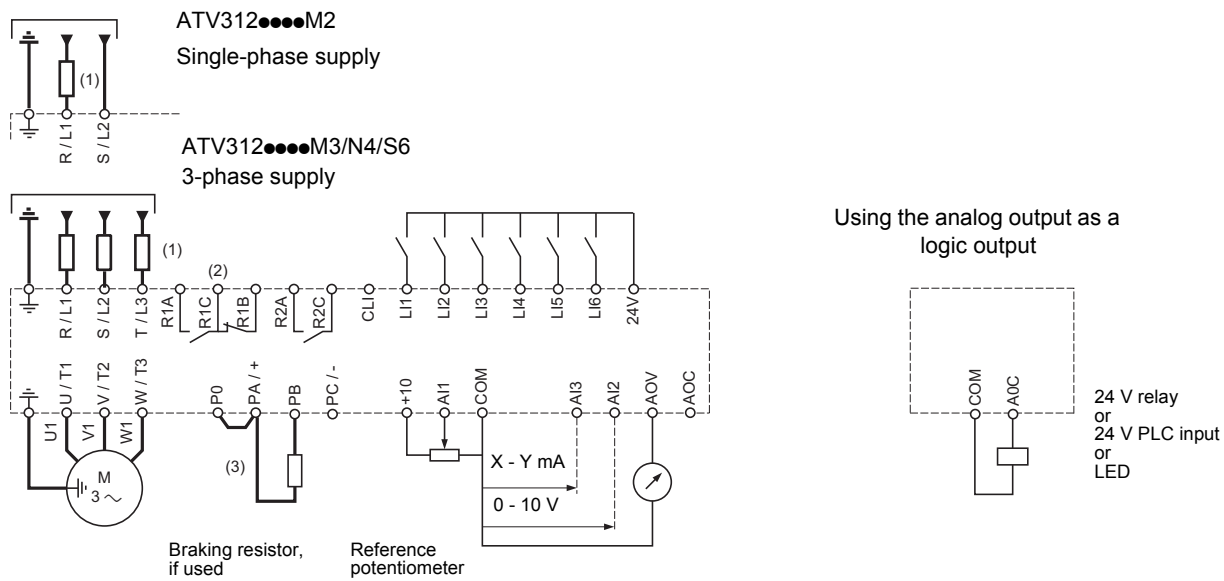 ATV312●●●●M2
Single-phase supply
(1)
R / L1
S / L2
ATV312●●●●M3/N4/S6
3-phase supply
(1)
(2)
R / L1
S / L2
T / L3
R1A
R1C
R1B
R2A
R2C
CLI
LI1
LI2
LI3
LI4
LI5
LI6
24V
U / T1
V / T2
W / T3
P0
PA / +
PB
PC / -
+10
AI1
COM
AI3
AI2
AOV
AOC
U1
V1
W1
M
3 ~
(3)
X - Y mA
0 - 10 V
Braking resistor,
if used
Reference
potentiometer
Using the analog output as a
logic output
COM
A0C
24 V relay
or
24 V PLC input
or
LED